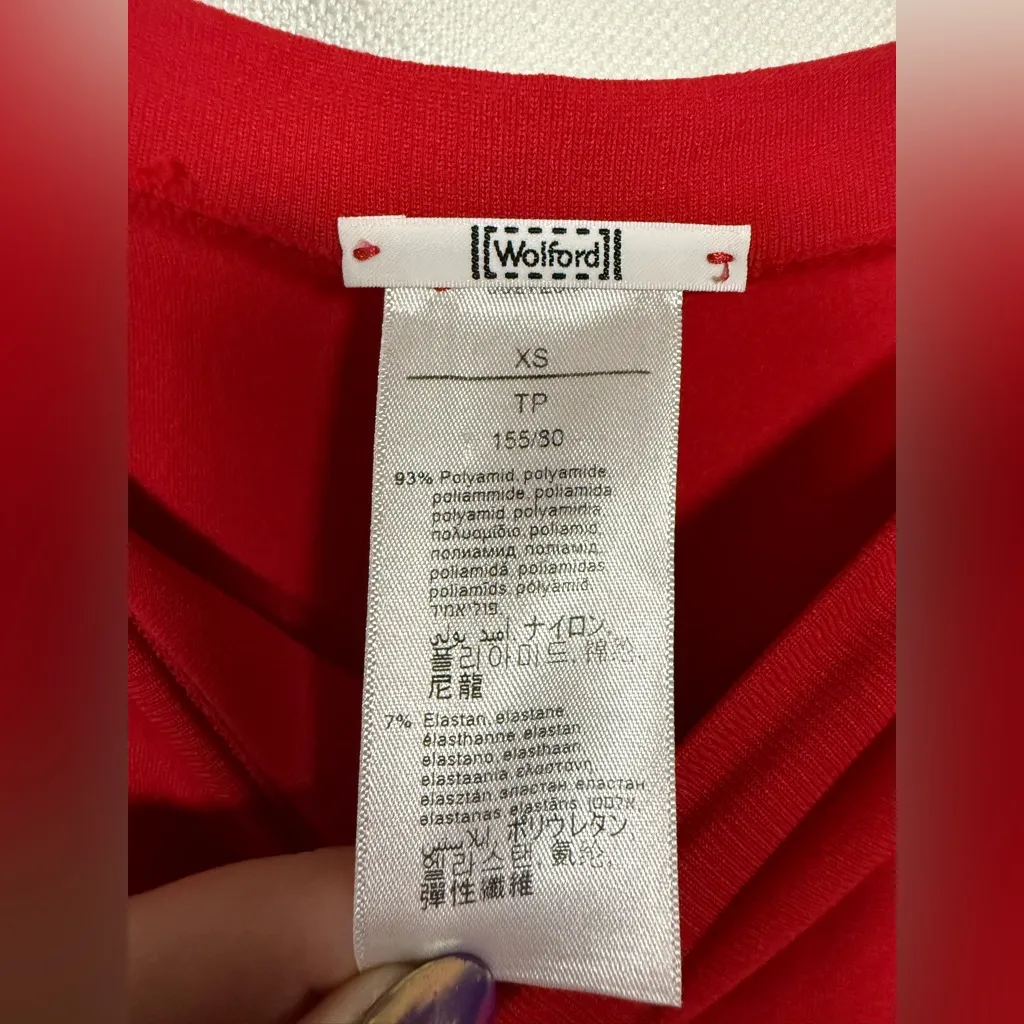 Wolford
XS
TP
155/80
93% Polyamid, polyamide,
poliammide, poliamida,
polyamid, polyaminia,
πολυαμίδιο, poliamid,
полиамид, поліамід,
poliamidă, poliamidas,
poliamīds, polyamid
פוליאמיד
ナイロン,
폴리아미드, 锦纶,
尼龍
7% Elastan, elastane,
élasthanne, elastan,
elastano, elasthaan,
elastaania, ελαστάνη,
elasztán, эластан, еластан
elastanas, elastāns, אלסטן,
ポリウレタン,
폴리스판, 氨纶,
彈性纖維